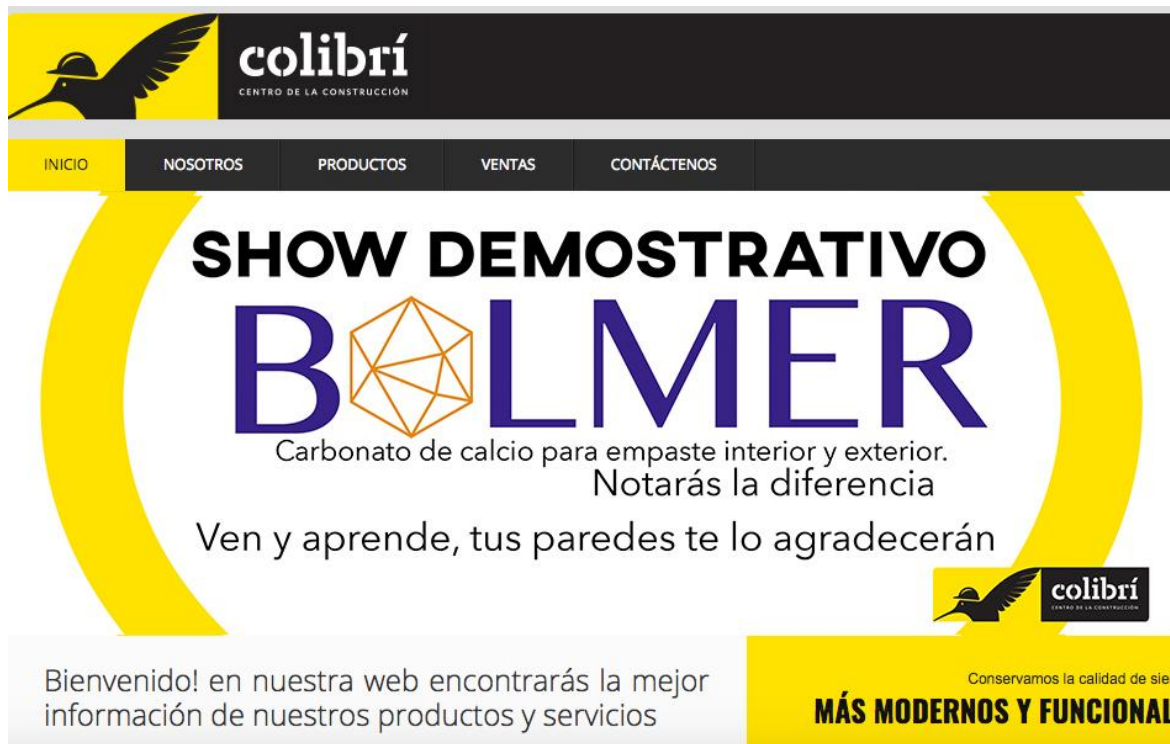 colibrí
CENTRO DE LA CONSTRUCCIÓN
INICIO NOSOTROS PRODUCTOS VENTAS CONTÁCTENOS
SHOW DEMOSTRATIVO
BOLMER
Carbonato de calcio para empaste interior y exterior.
Notarás la diferencia
Ven y aprende, tus paredes te lo agradecerán
colibrí
CENTRO DE LA CONSTRUCCIÓN
Bienvenido! en nuestra web encontrarás la mejor
información de nuestros productos y servicios
Conservamos la calidad de sie
MÁS MODERNOS Y FUNCIONAL